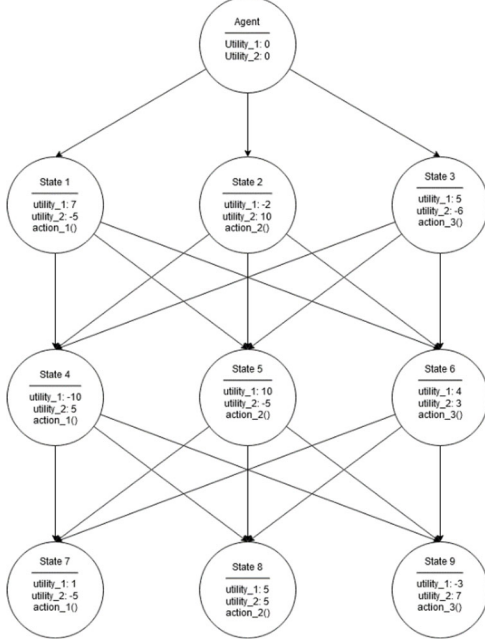 Agent
Utility_1: 0
Utility_2: 0
State 1
utility_1: 7
utility_2: -5
action_1()
State 2
utility_1: -2
utility_2: 10
action_2()
State 3
utility_1: 5
utility_2: -6
action_3()
State 4
utility_1: -10
utility_2: 5
action_1()
State 5
utility_1: 10
utility_2: -5
action_2()
State 6
utility_1: 4
utility_2: 3
action_3()
State 7
utility_1: 1
utility_2: -5
action_1()
State 8
utility_1: 5
utility_2: 5
action_2()
State 9
utility_1: -3
utility_2: 7
action_3()